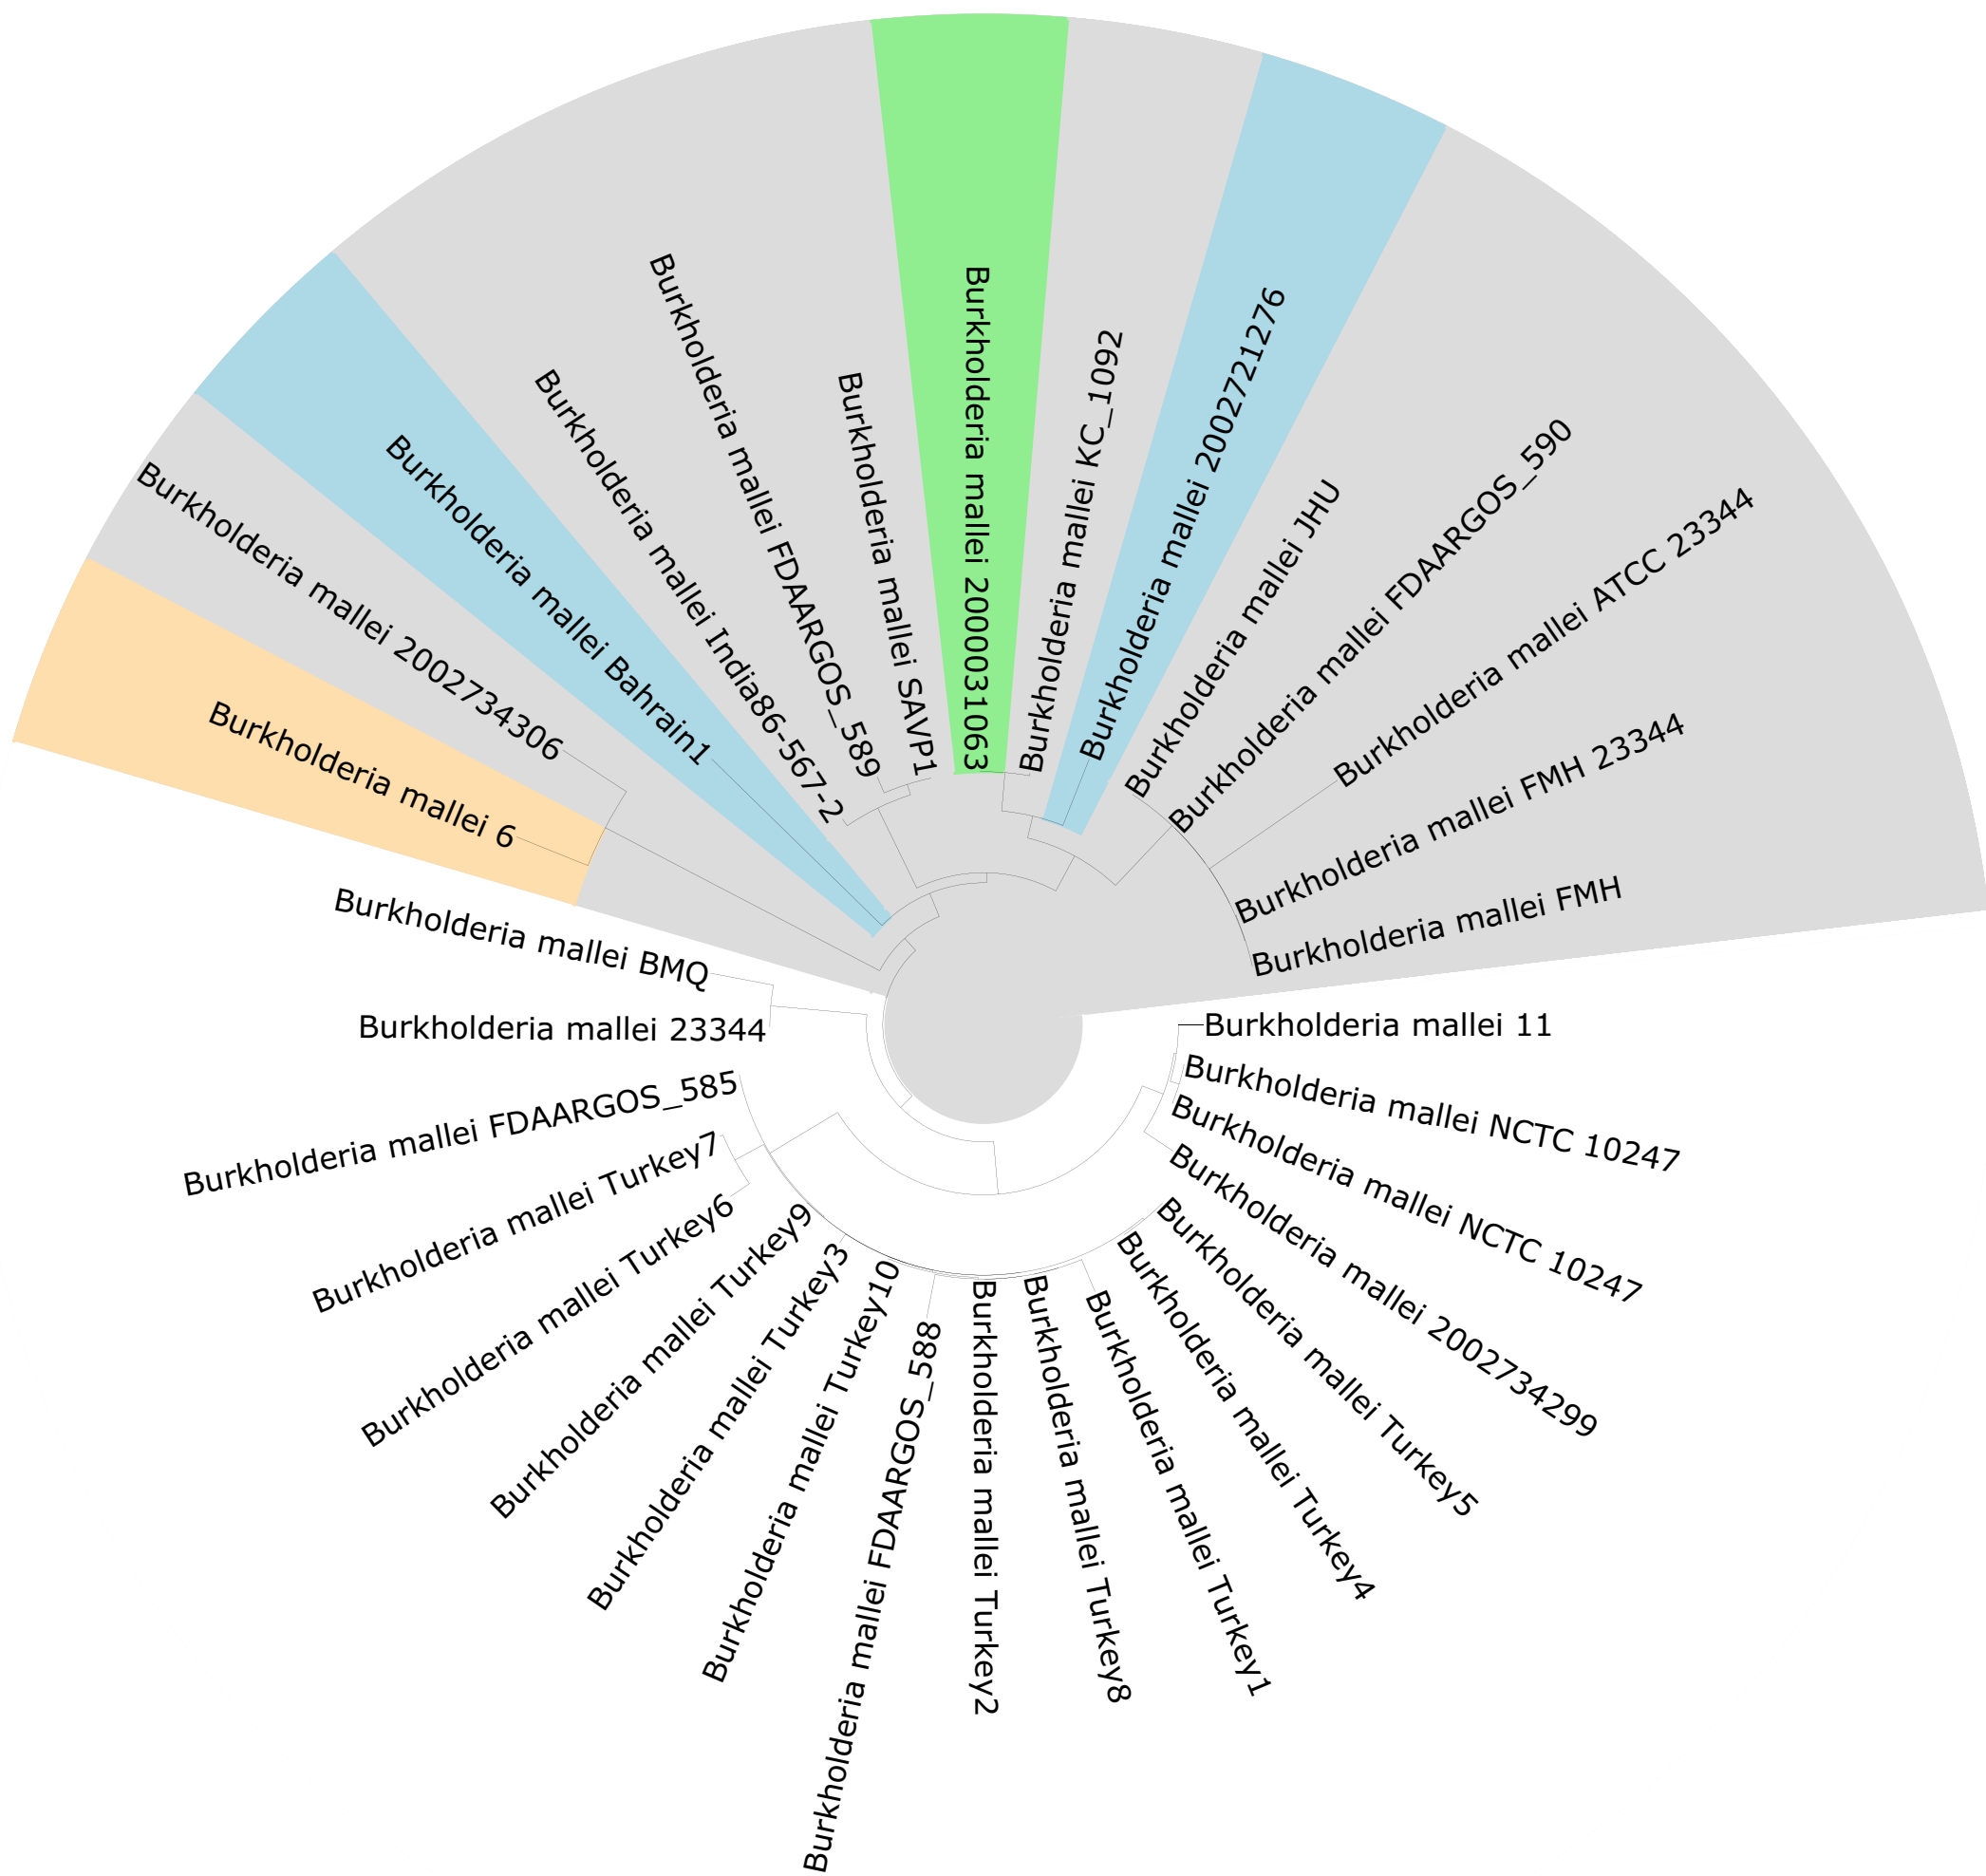 Burkholderia mallei 6
Burkholderia mallei 2002734306
Burkholderia mallei Bahrain1
Burkholderia mallei India86-567-2
Burkholderia mallei FDAARGOS_589
Burkholderia mallei SAVP1
Burkholderia mallei 2000031063
Burkholderia mallei KC_1092
Burkholderia mallei 2002721276
Burkholderia mallei JHU
Burkholderia mallei FDAARGOS_590
Burkholderia mallei ATCC 23344
Burkholderia mallei FMH 23344
Burkholderia mallei FMH
Burkholderia mallei 11
Burkholderia mallei NCTC 10247
Burkholderia mallei NCTC 10247
Burkholderia mallei 2002734299
Burkholderia mallei Turkey5
Burkholderia mallei Turkey4
Burkholderia mallei Turkey1
Burkholderia mallei Turkey8
Burkholderia mallei Turkey2
Burkholderia mallei FDAARGOS_588
Burkholderia mallei Turkey10
Burkholderia mallei Turkey3
Burkholderia mallei Turkey9
Burkholderia mallei Turkey6
Burkholderia mallei Turkey7
Burkholderia mallei FDAARGOS_585
Burkholderia mallei 23344
Burkholderia mallei BMQ